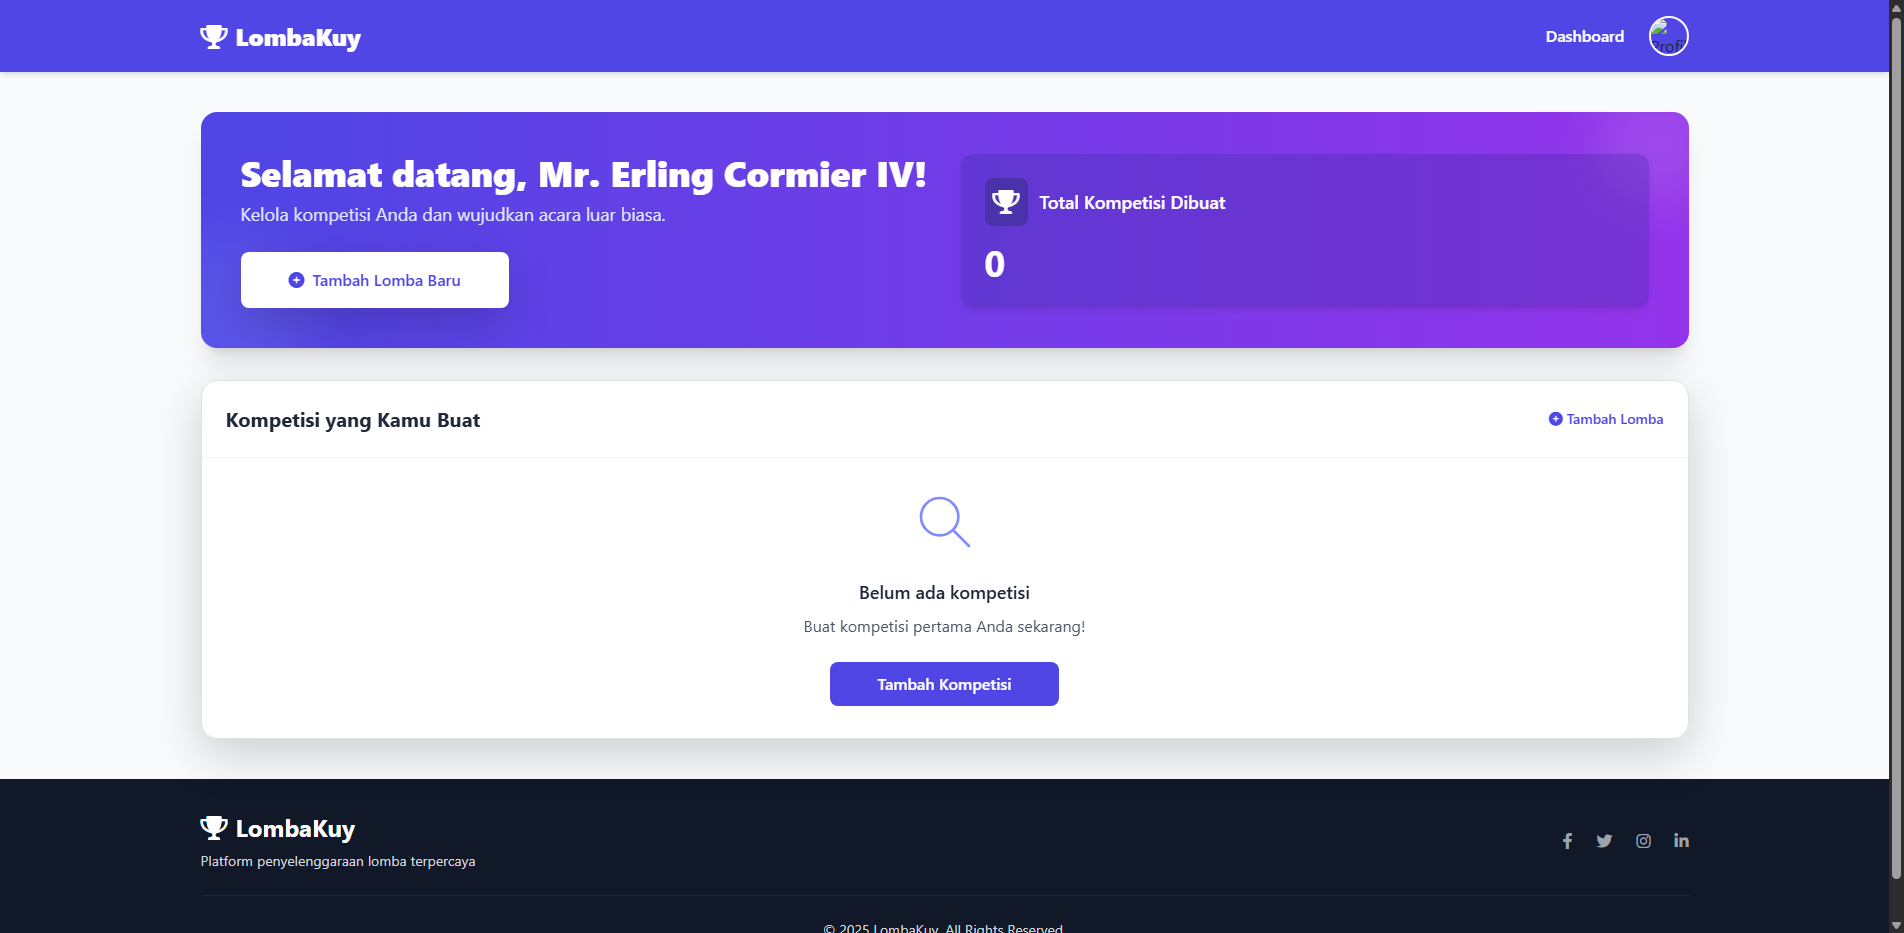 LombaKuy
Dashboard
Profi
Selamat datang, Mr. Erling Cormier IV!
Kelola kompetisi Anda dan wujudkan acara luar biasa.
Tambah Lomba Baru
Total Kompetisi Dibuat
0
Kompetisi yang Kamu Buat
Tambah Lomba
Belum ada kompetisi
Buat kompetisi pertama Anda sekarang!
Tambah Kompetisi
LombaKuy
Platform penyelenggaraan lomba terpercaya
© 2025 LombaKuy. All Rights Reserved.